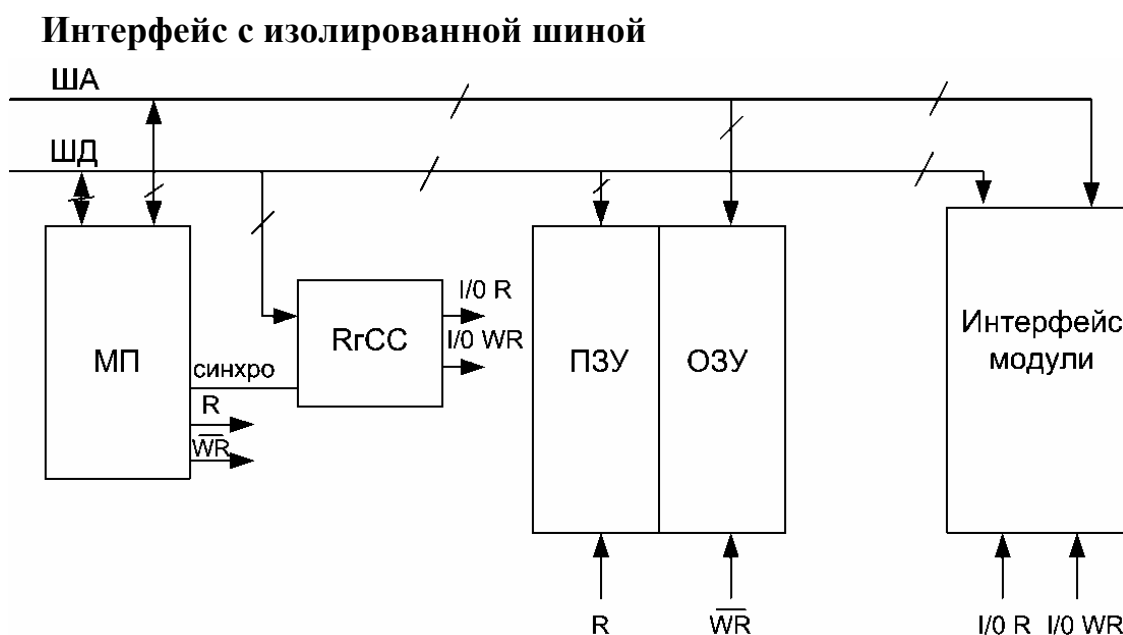 Интерфейс с изолированной шиной
ША
ШД
МП
синхро
R
WR
RгCC
I/0 R
I/0 WR
ПЗУ
ОЗУ
R
WR
Интерфейс
модули
I/0 R I/0 WR